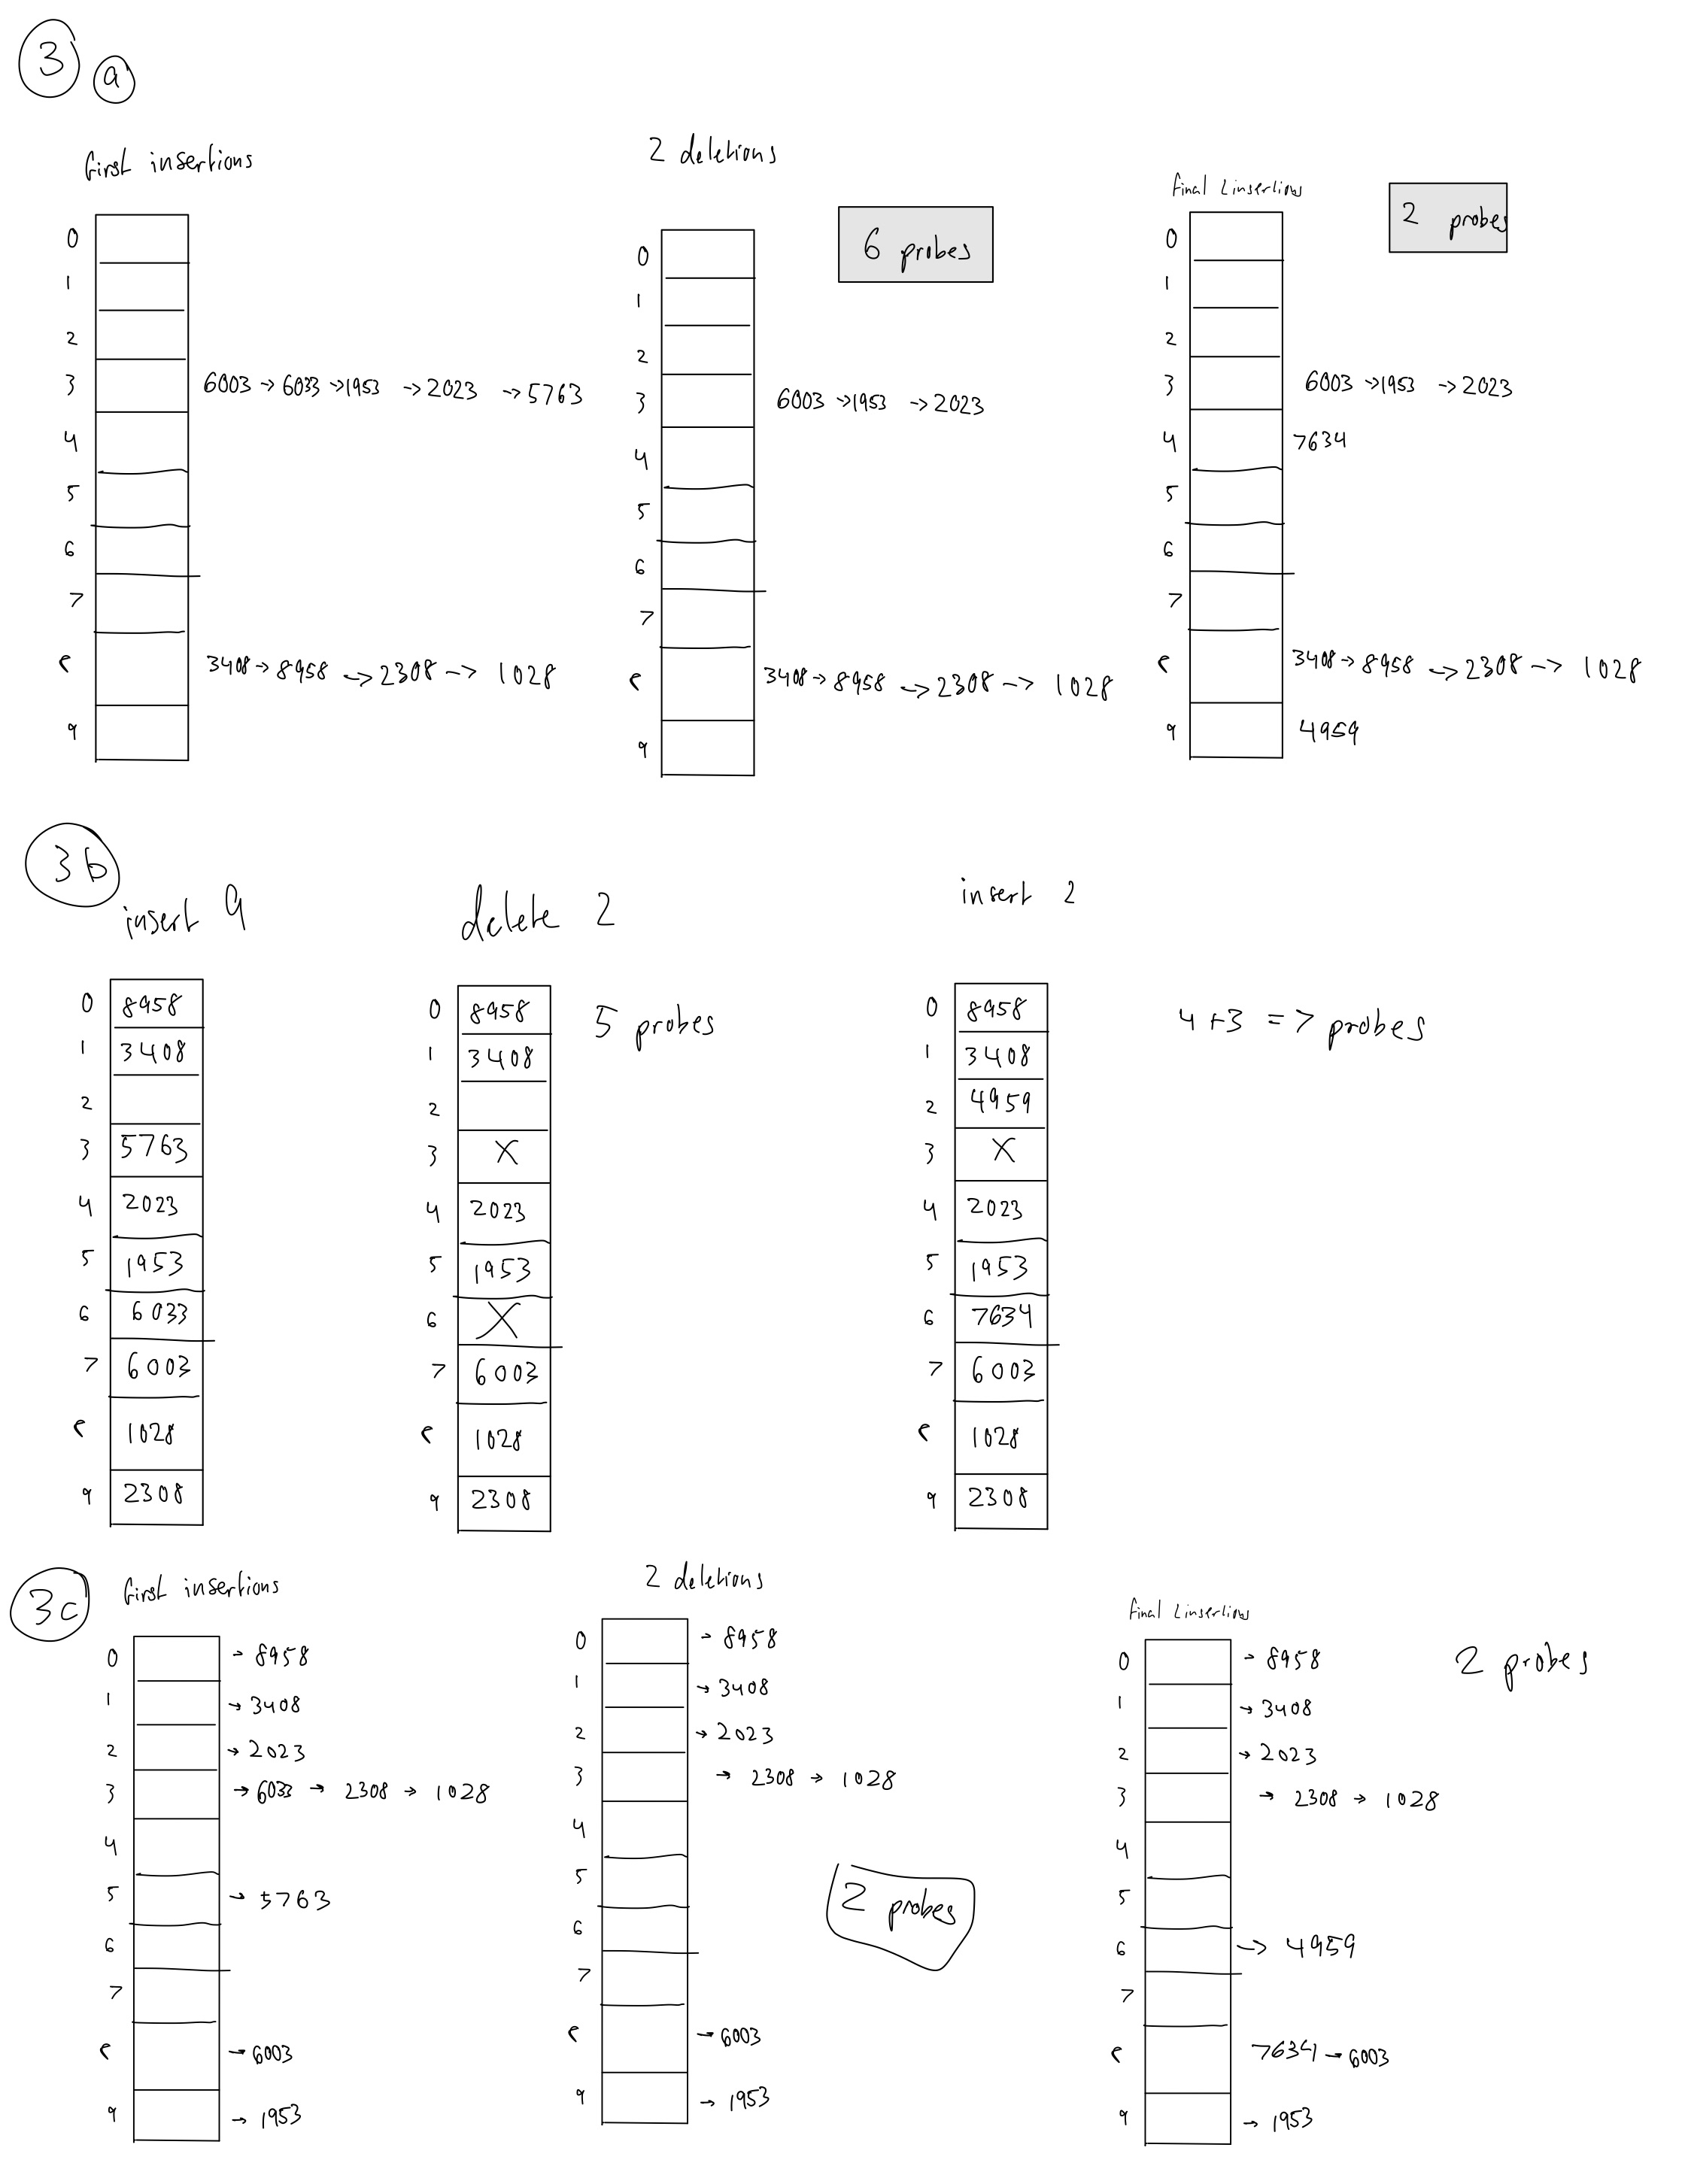 3 a
first insertions
0
1
2
3 6003 → 6033 → 1953 → 2023 → 5763
4
5
6
7
8 3408 → 8958 → 2308 → 1028
9
2 deletions
6 probes
0
1
2
3 6003 → 1953 → 2023
4
5
6
7
8 3408 → 8958 → 2308 → 1028
9
final 2 insertions
2 probes
0
1
2
3 6003 → 1953 → 2023
4 7634
5
6
7
8 3408 → 8958 → 2308 → 1028
9 4959
3b
insert 9
0 8958
1 3408
2
3 5763
4 2023
5 1953
6 6033
7 6003
8 1028
9 2308
delete 2
5 probes
0 8958
1 3408
2
3 X
4 2023
5 1953
6 X
7 6003
8 1028
9 2308
insert 2
4+3 = 7 probes
0 8958
1 3408
2 4959
3 X
4 2023
5 1953
6 7634
7 6003
8 1028
9 2308
3c
first insertions
0 → 8958
1 → 3408
2 → 2023
3 → 6033 → 2308 → 1028
4
5 → 5763
6
7
8 → 6003
9 → 1953
2 deletions
0 → 8958
1 → 3408
2 → 2023
3 → 2308 → 1028
4
5
6
7
8 → 6003
9 → 1953
2 probes
final 2 insertions
2 probes
0 → 8958
1 → 3408
2 → 2023
3 → 2308 → 1028
4
5
6 → 4959
7
8 7634 → 6003
9 → 1953